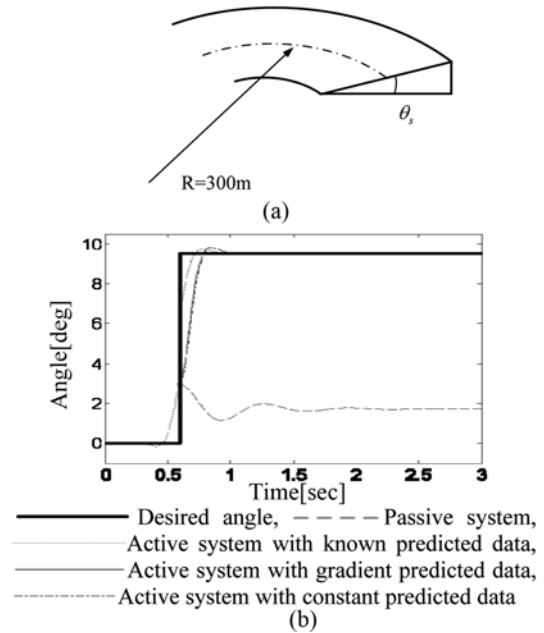 θs
R=300m
(a)
10
8
6
4
2
0
Angle[deg]
0 0.5 1 1.5 2 2.5 3
Time[sec]
Desired angle, Passive system,
Active system with known predicted data,
Active system with gradient predicted data,
Active system with constant predicted data
(b)